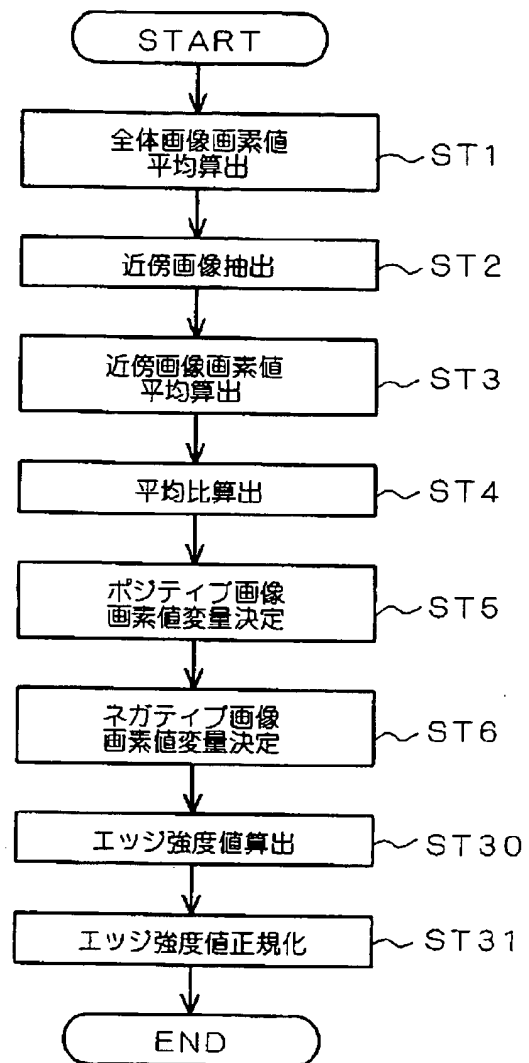 START
全体画像画素値
平均算出
ST1
近傍画像抽出
ST2
近傍画像画素値
平均算出
ST3
平均比算出
ST4
ポジティブ画像
画素値変量決定
ST5
ネガティブ画像
画素値変量決定
ST6
エッジ強度値算出
ST30
エッジ強度値正規化
ST31
END